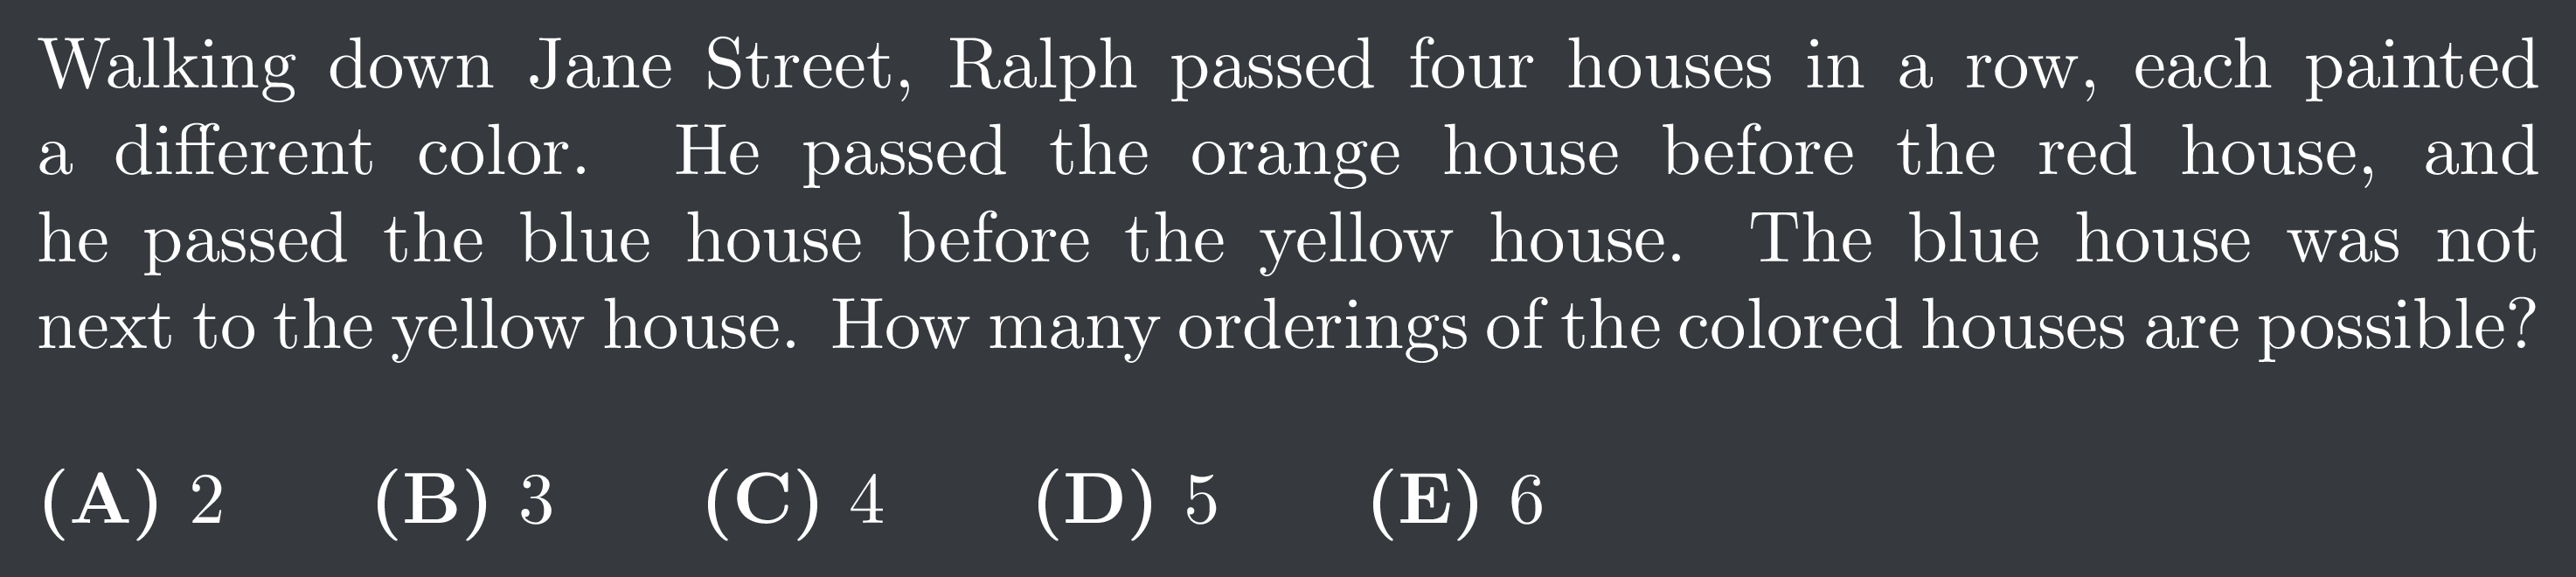 Walking down Jane Street, Ralph passed four houses in a row, each painted
a different color. He passed the orange house before the red house, and
he passed the blue house before the yellow house. The blue house was not
next to the yellow house. How many orderings of the colored houses are possible?
(A) 2 (B) 3 (C) 4 (D) 5 (E) 6